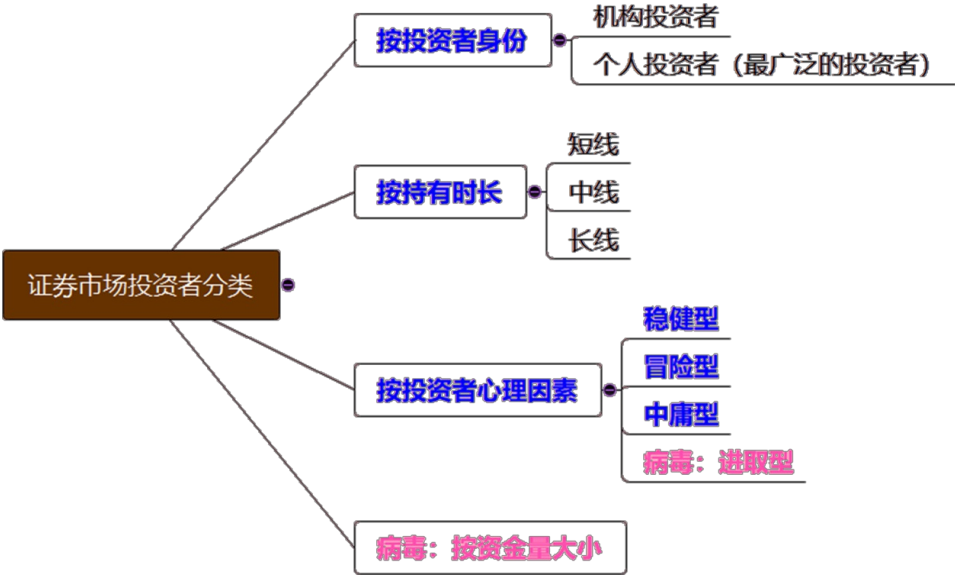 按投资者身份
机构投资者
个人投资者（最广泛的投资者）
按持有时长
短线
中线
长线
证券市场投资者分类
按投资者心理因素
稳健型
冒险型
中庸型
病毒：进取型
病毒：按资金量大小